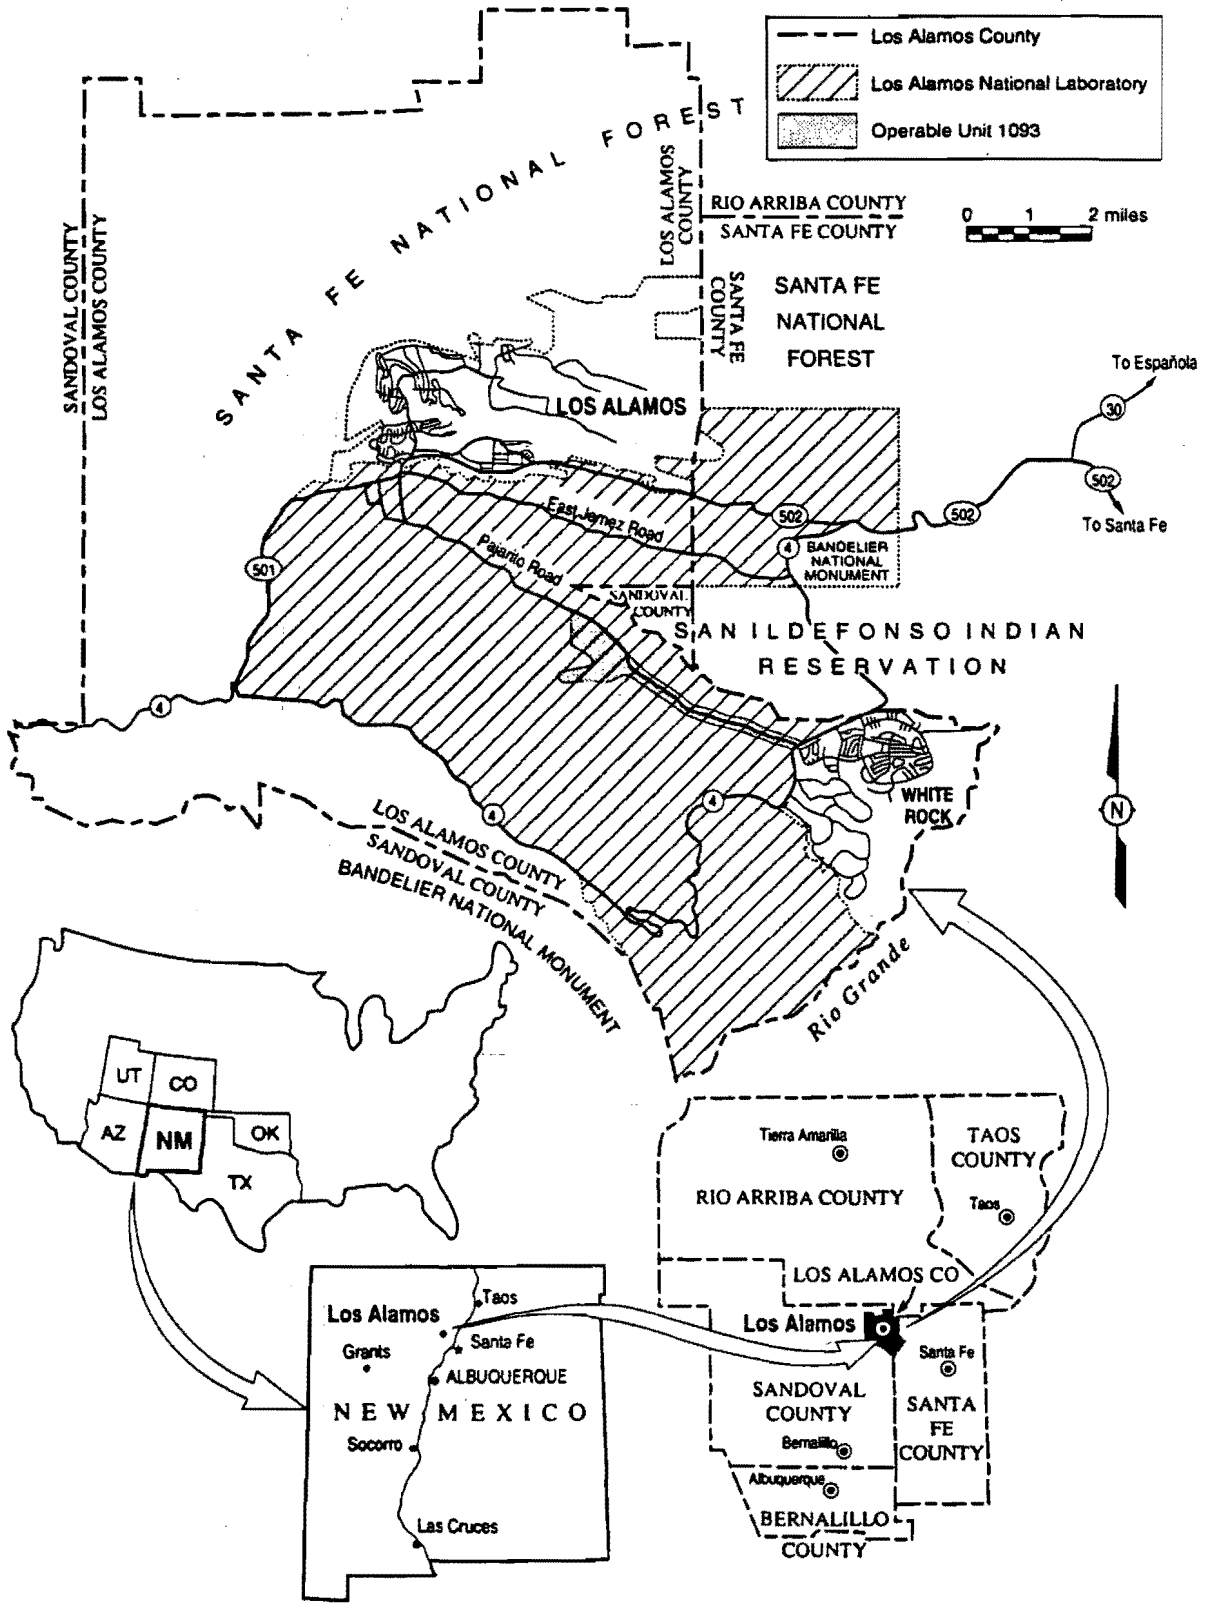 Los Alamos County
Los Alamos National Laboratory
Operable Unit 1093
SANTA FE NATIONAL FOREST
LOS ALAMOS
COUNTY
RIO ARRIBA COUNTY
SANTA FE COUNTY
0 1 2 miles
SANDOVAL COUNTY
LOS ALAMOS COUNTY
SANTA FE
COUNTY
SANTA FE
NATIONAL
FOREST
To Española
30
LOS ALAMOS
502
To Santa Fe
502
502
East Jemez Road
4
BANDELIER
NATIONAL
MONUMENT
Pajarito Road
501
SANDOVAL
COUNTY
SAN ILDEFONSO INDIAN
RESERVATION
4
N
WHITE
ROCK
4
4
LOS ALAMOS COUNTY
SANDOVAL COUNTY
BANDELIER NATIONAL MONUMENT
Rio Grande
UT
CO
AZ
NM
OK
TX
Tierra Amarilla
TAOS
COUNTY
RIO ARRIBA COUNTY
Taos
LOS ALAMOS CO
Los Alamos
Santa Fe
SANDOVAL
COUNTY
SANTA
FE
COUNTY
Bernalillo
Albuquerque
BERNALILLO
COUNTY
Taos
Los Alamos
Santa Fe
Grants
ALBUQUERQUE
NEW MEXICO
Socorro
Las Cruces